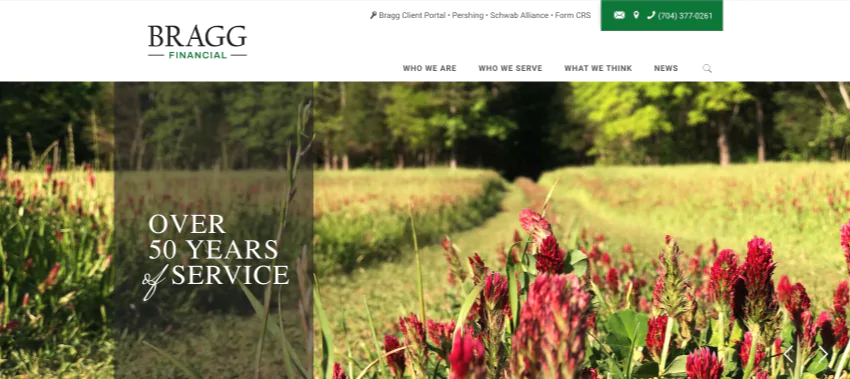 Bragg Client Portal • Pershing • Schwab Alliance • Form CRS
(704) 377-0261
BRAGG
FINANCIAL
WHO WE ARE WHO WE SERVE WHAT WE THINK NEWS
OVER
50 YEARS
of SERVICE